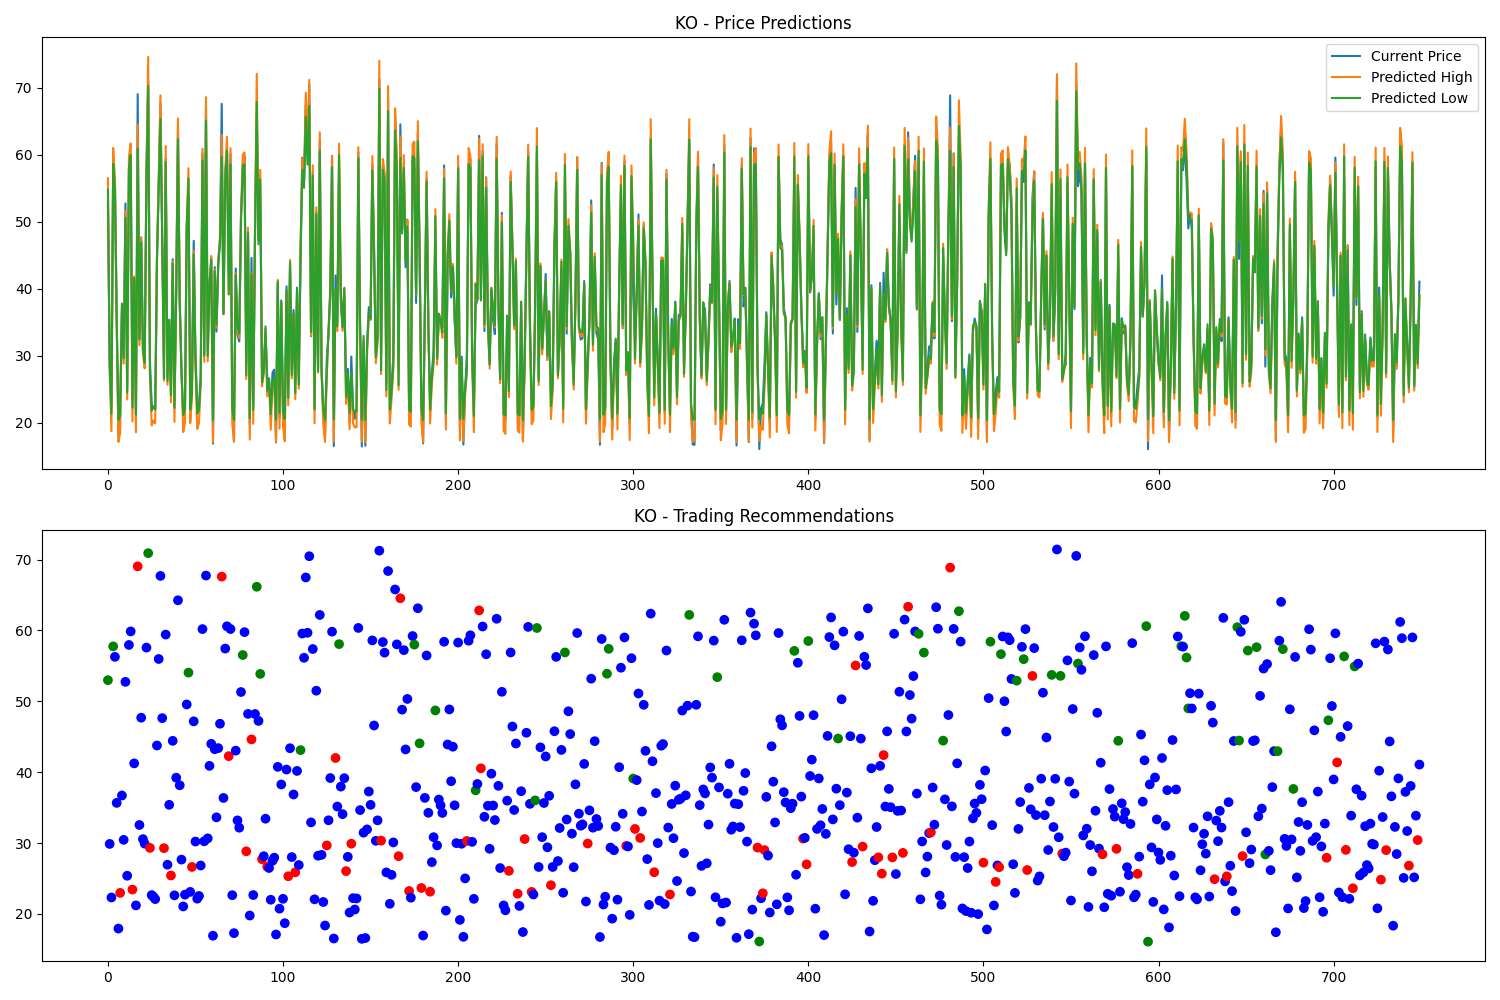 KO - Price Predictions
Current Price
Predicted High
Predicted Low
70
60
50
40
30
20
0 100 200 300 400 500 600 700
KO - Trading Recommendations
70
60
50
40
30
20
0 100 200 300 400 500 600 700